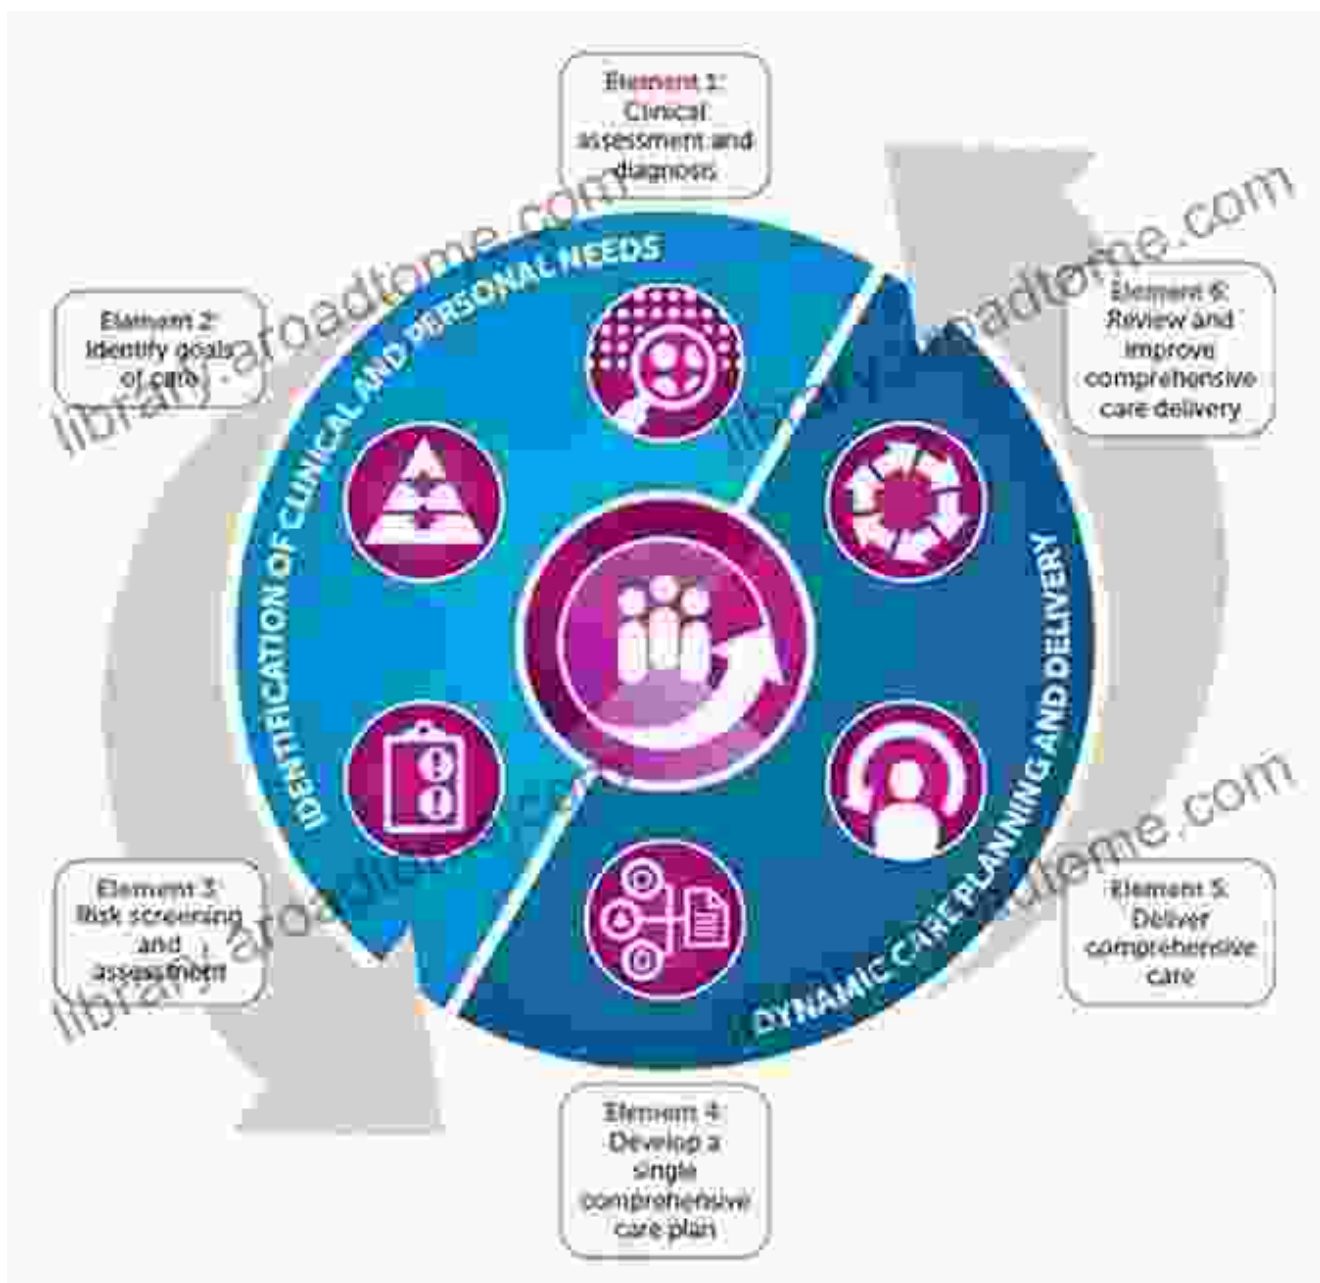 Element 1:
Clinical
assessment and
diagnosis
IDENTIFICATION OF CLINICAL AND PERSONAL NEEDS
Element 2:
Identify goals
of care
Element 3:
Risk screening
and
assessment
Element 4:
Develop a
single
comprehensive
care plan
DYNAMIC CARE PLANNING AND DELIVERY
Element 5:
Deliver
comprehensive
care
Element 6:
Review and
improve
comprehensive
care delivery
library.aroadtome.com
library.aroadtome.com
library.aroadtome.com
library.aroadtome.com